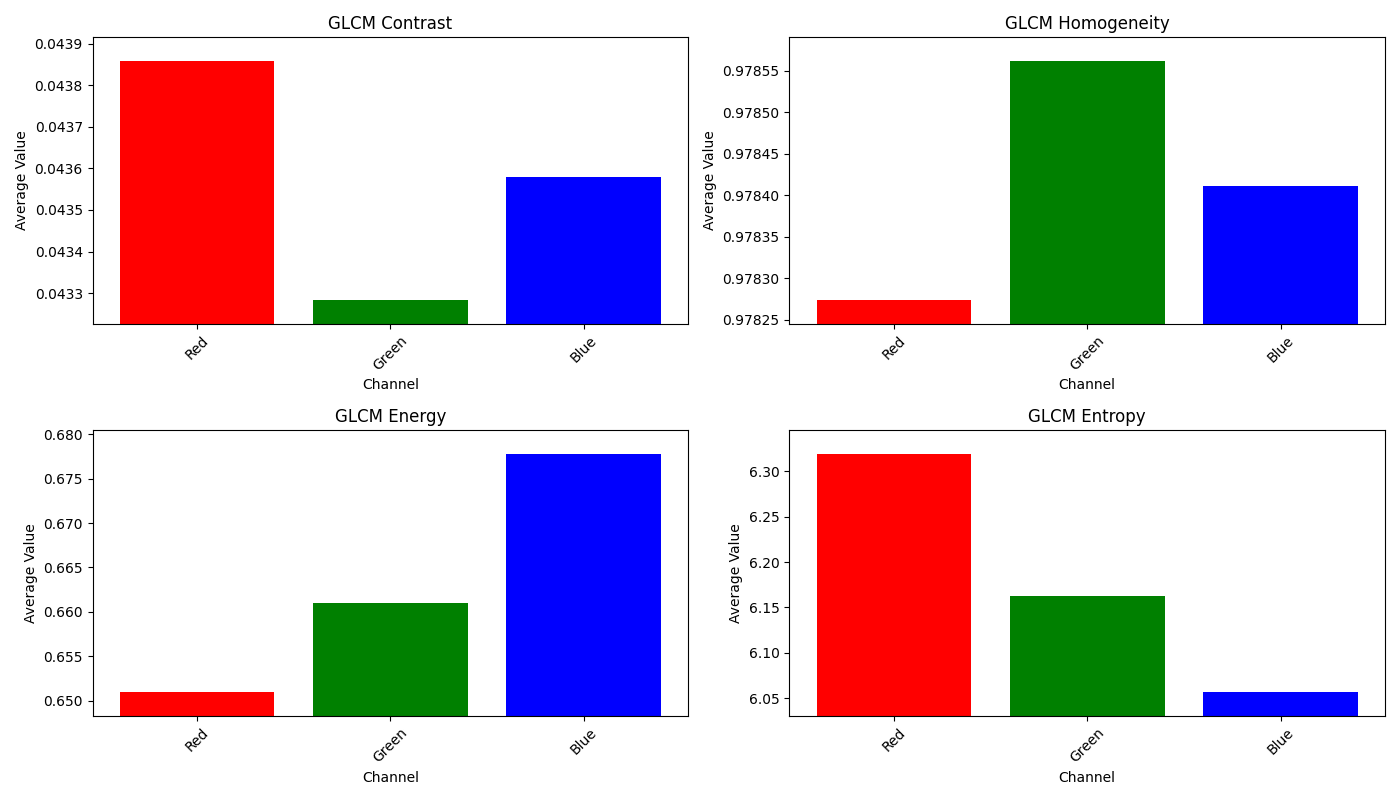 GLCM Contrast
0.0439
0.0438
0.0437
0.0436
0.0435
0.0434
0.0433
Average Value
Red
Green
Blue
Channel
GLCM Homogeneity
0.97855
0.97850
0.97845
0.97840
0.97835
0.97830
0.97825
Average Value
Red
Green
Blue
Channel
GLCM Energy
0.680
0.675
0.670
0.665
0.660
0.655
0.650
Average Value
Red
Green
Blue
Channel
GLCM Entropy
6.30
6.25
6.20
6.15
6.10
6.05
Average Value
Red
Green
Blue
Channel